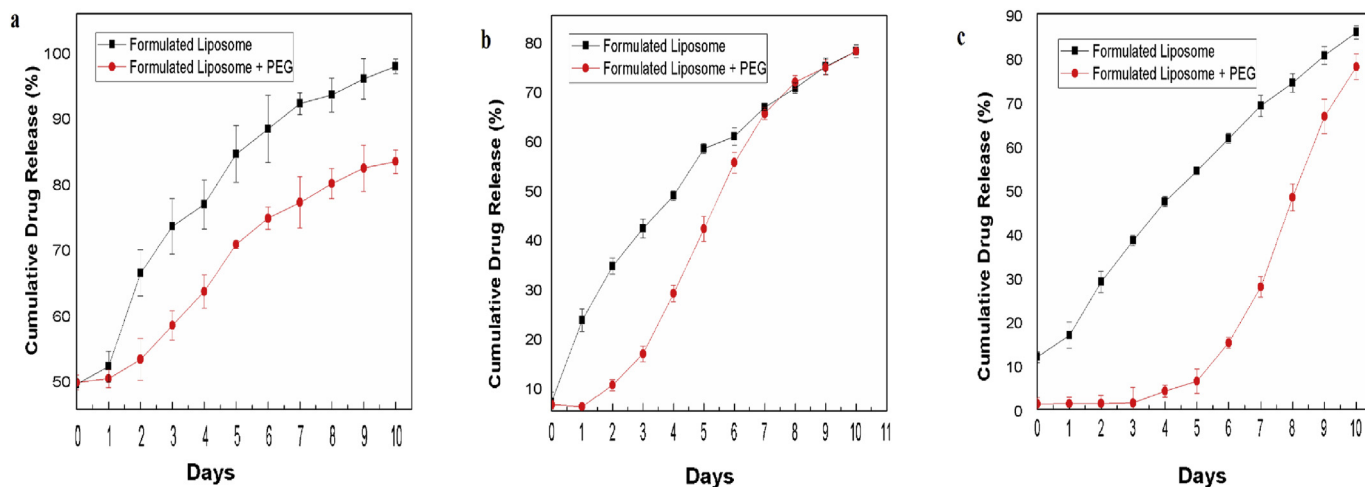 a
Formulated Liposome
Formulated Liposome + PEG
Cumulative Drug Release (%)
100
90
80
70
60
50
0 1 2 3 4 5 6 7 8 9 10
Days
b
Formulated Liposome
Formulated Liposome + PEG
Cumulative Drug Release (%)
80
70
60
50
40
30
20
10
0 1 2 3 4 5 6 7 8 9 10 11
Days
c
Formulated Liposome
Formulated Liposome + PEG
Cumulative Drug Release (%)
90
80
70
60
50
40
30
20
10
0
0 1 2 3 4 5 6 7 8 9 10
Days